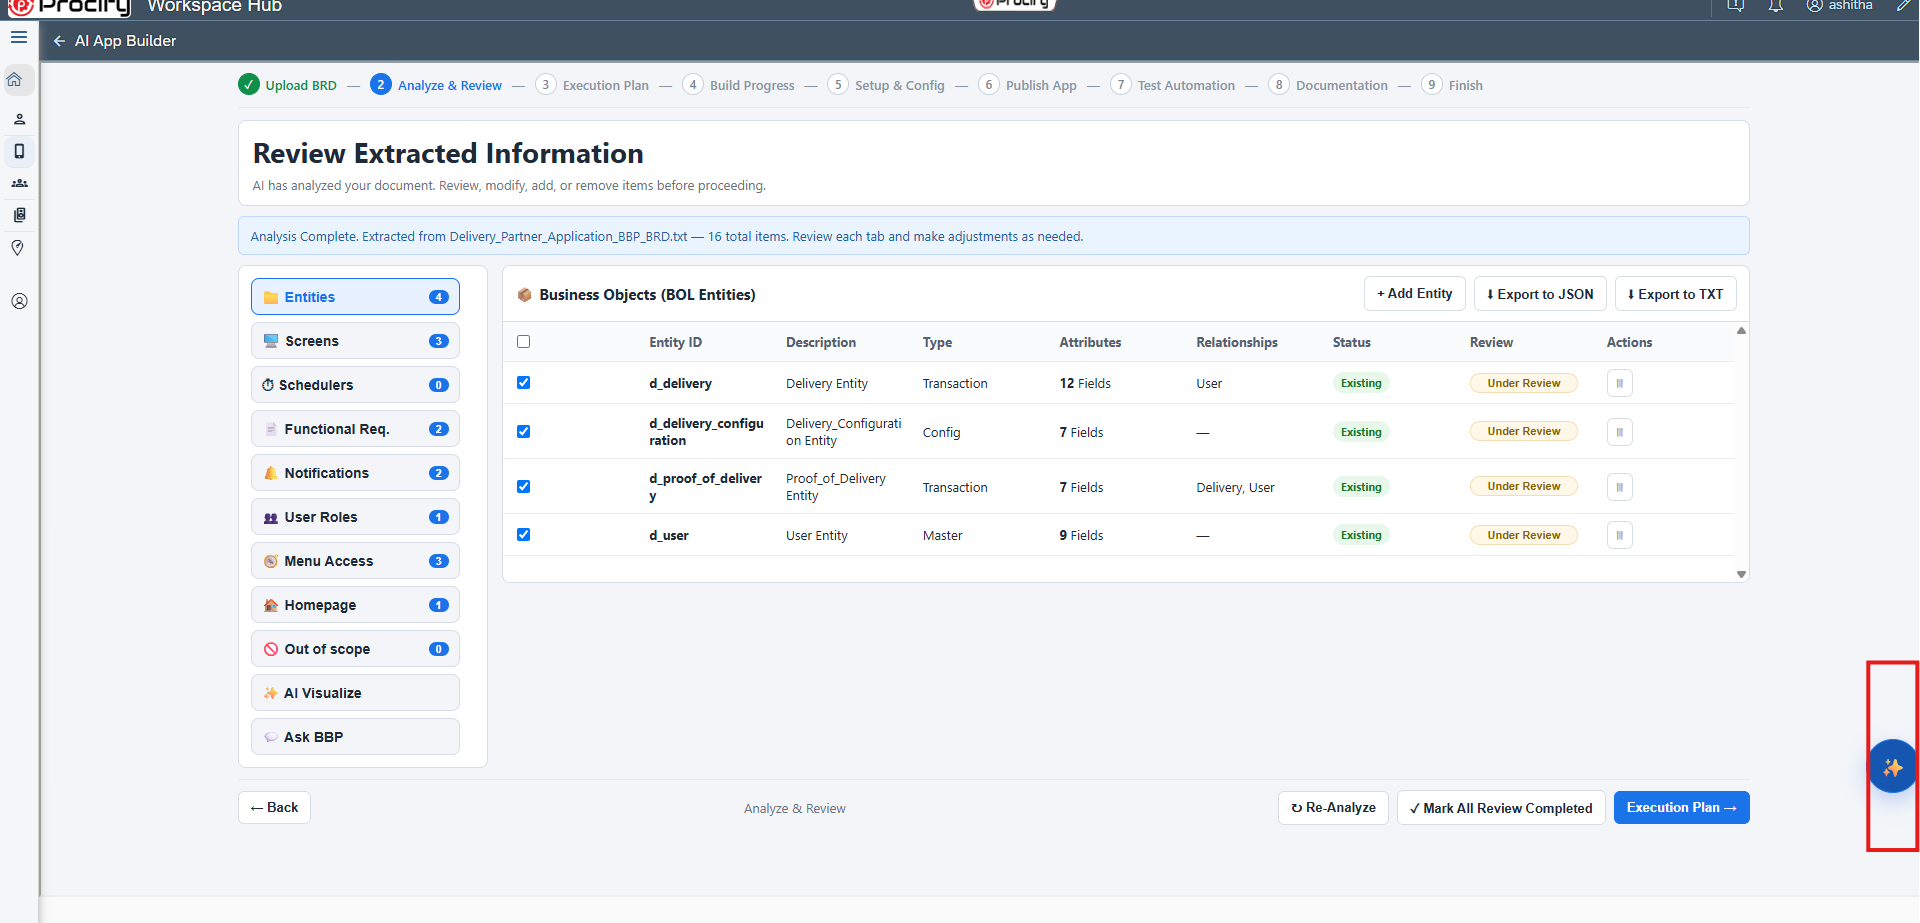 Procify
Workspace Hub
Procify
ashitha
← AI App Builder
✓ Upload BRD — 2 Analyze & Review — 3 Execution Plan — 4 Build Progress — 5 Setup & Config — 6 Publish App — 7 Test Automation — 8 Documentation — 9 Finish
Review Extracted Information
AI has analyzed your document. Review, modify, add, or remove items before proceeding.
Analysis Complete. Extracted from Delivery_Partner_Application_BBP_BRD.txt — 16 total items. Review each tab and make adjustments as needed.
Entities 4
Screens 3
Schedulers 0
Functional Req. 2
Notifications 2
User Roles 1
Menu Access 3
Homepage 1
Out of scope 0
AI Visualize
Ask BBP
Business Objects (BOL Entities)
+ Add Entity
⬇ Export to JSON
⬇ Export to TXT
Entity ID Description Type Attributes Relationships Status Review Actions
d_delivery Delivery Entity Transaction 12 Fields User Existing Under Review
d_delivery_configu
ration
Delivery_Configurati
on Entity
Config 7 Fields — Existing Under Review
d_proof_of_deliver
y
Proof_of_Delivery
Entity
Transaction 7 Fields Delivery, User Existing Under Review
d_user User Entity Master 9 Fields — Existing Under Review
← Back
Analyze & Review
↻ Re-Analyze
✓ Mark All Review Completed
Execution Plan →